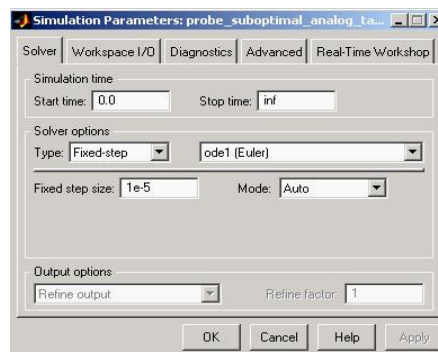 Simulation Parameters: probe_suboptimal_analog_ta...
Solver Workspace I/O Diagnostics Advanced Real-Time Workshop
Simulation time
Start time: 0.0 Stop time: inf
Solver options
Type: Fixed-step ode1 (Euler)
Fixed step size: 1e-5 Mode: Auto
Output options
Refine output Refine factor: 1
OK Cancel Help Apply